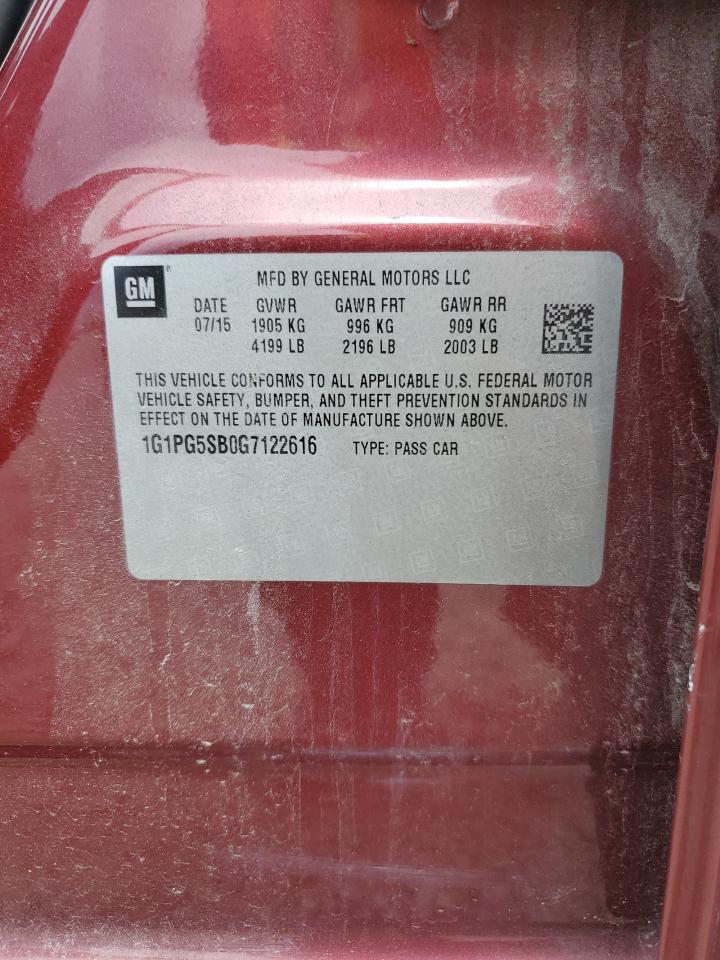 GM ®
MFD BY GENERAL MOTORS LLC
DATE GVWR GAWR FRT GAWR RR
07/15 1905 KG 996 KG 909 KG
4199 LB 2196 LB 2003 LB
THIS VEHICLE CONFORMS TO ALL APPLICABLE U.S. FEDERAL MOTOR
VEHICLE SAFETY, BUMPER, AND THEFT PREVENTION STANDARDS IN
EFFECT ON THE DATE OF MANUFACTURE SHOWN ABOVE.
1G1PG5SB0G7122616 TYPE: PASS CAR